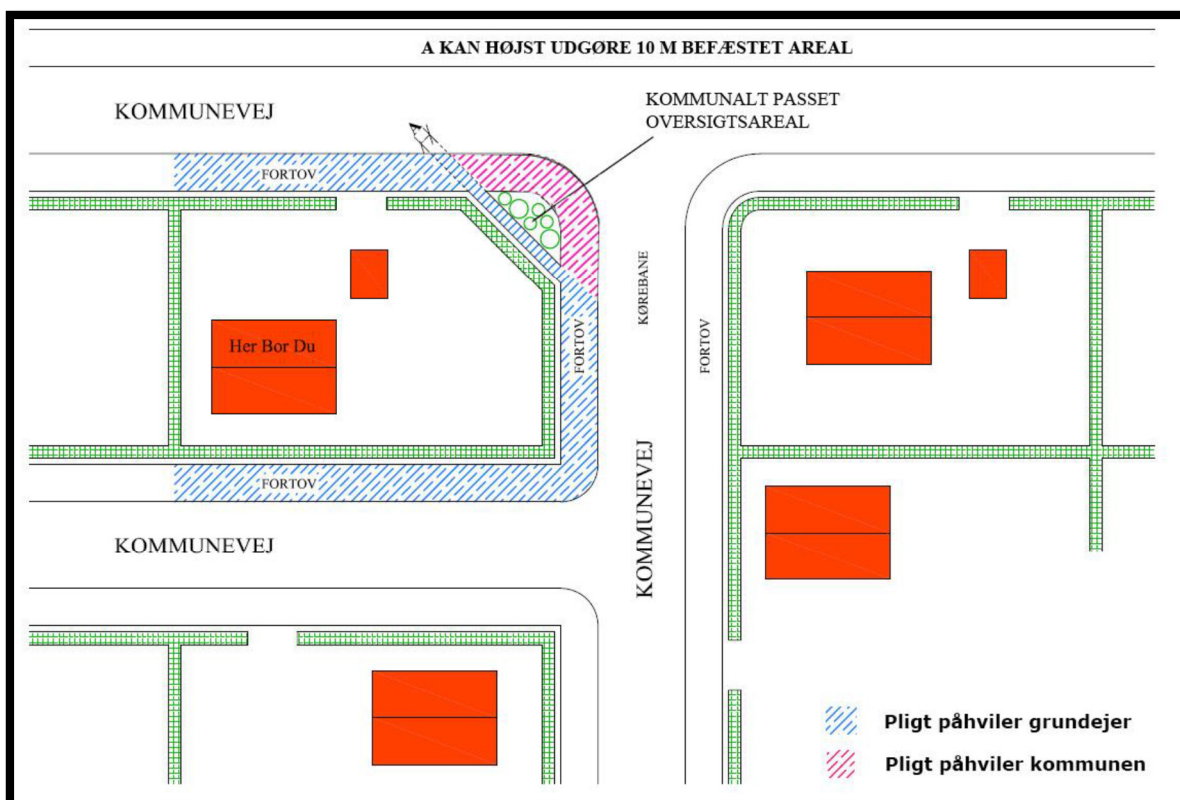 A KAN HØJST UDGØRE 10 M BEFÆSTET AREAL
KOMMUNEVEJ
KOMMUNALT PASSET
OVERSIGTSAREAL
FORTOV
KØREBANE
Her Bor Du
FORTOV
FORTOV
FORTOV
KOMMUNEVEJ
KOMMUNEVEJ
Pligt påhviler grundejer
Pligt påhviler kommunen